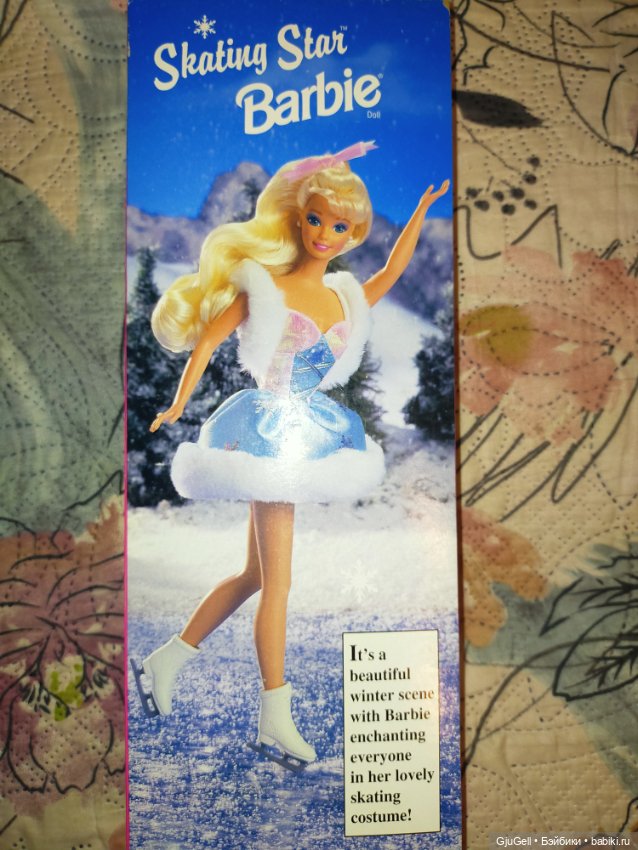 Skating Star™
Barbie®
Doll
It's a
beautiful
winter scene
with Barbie
enchanting
everyone
in her lovely
skating
costume!
GjuGell • Бэйбики • babiki.ru